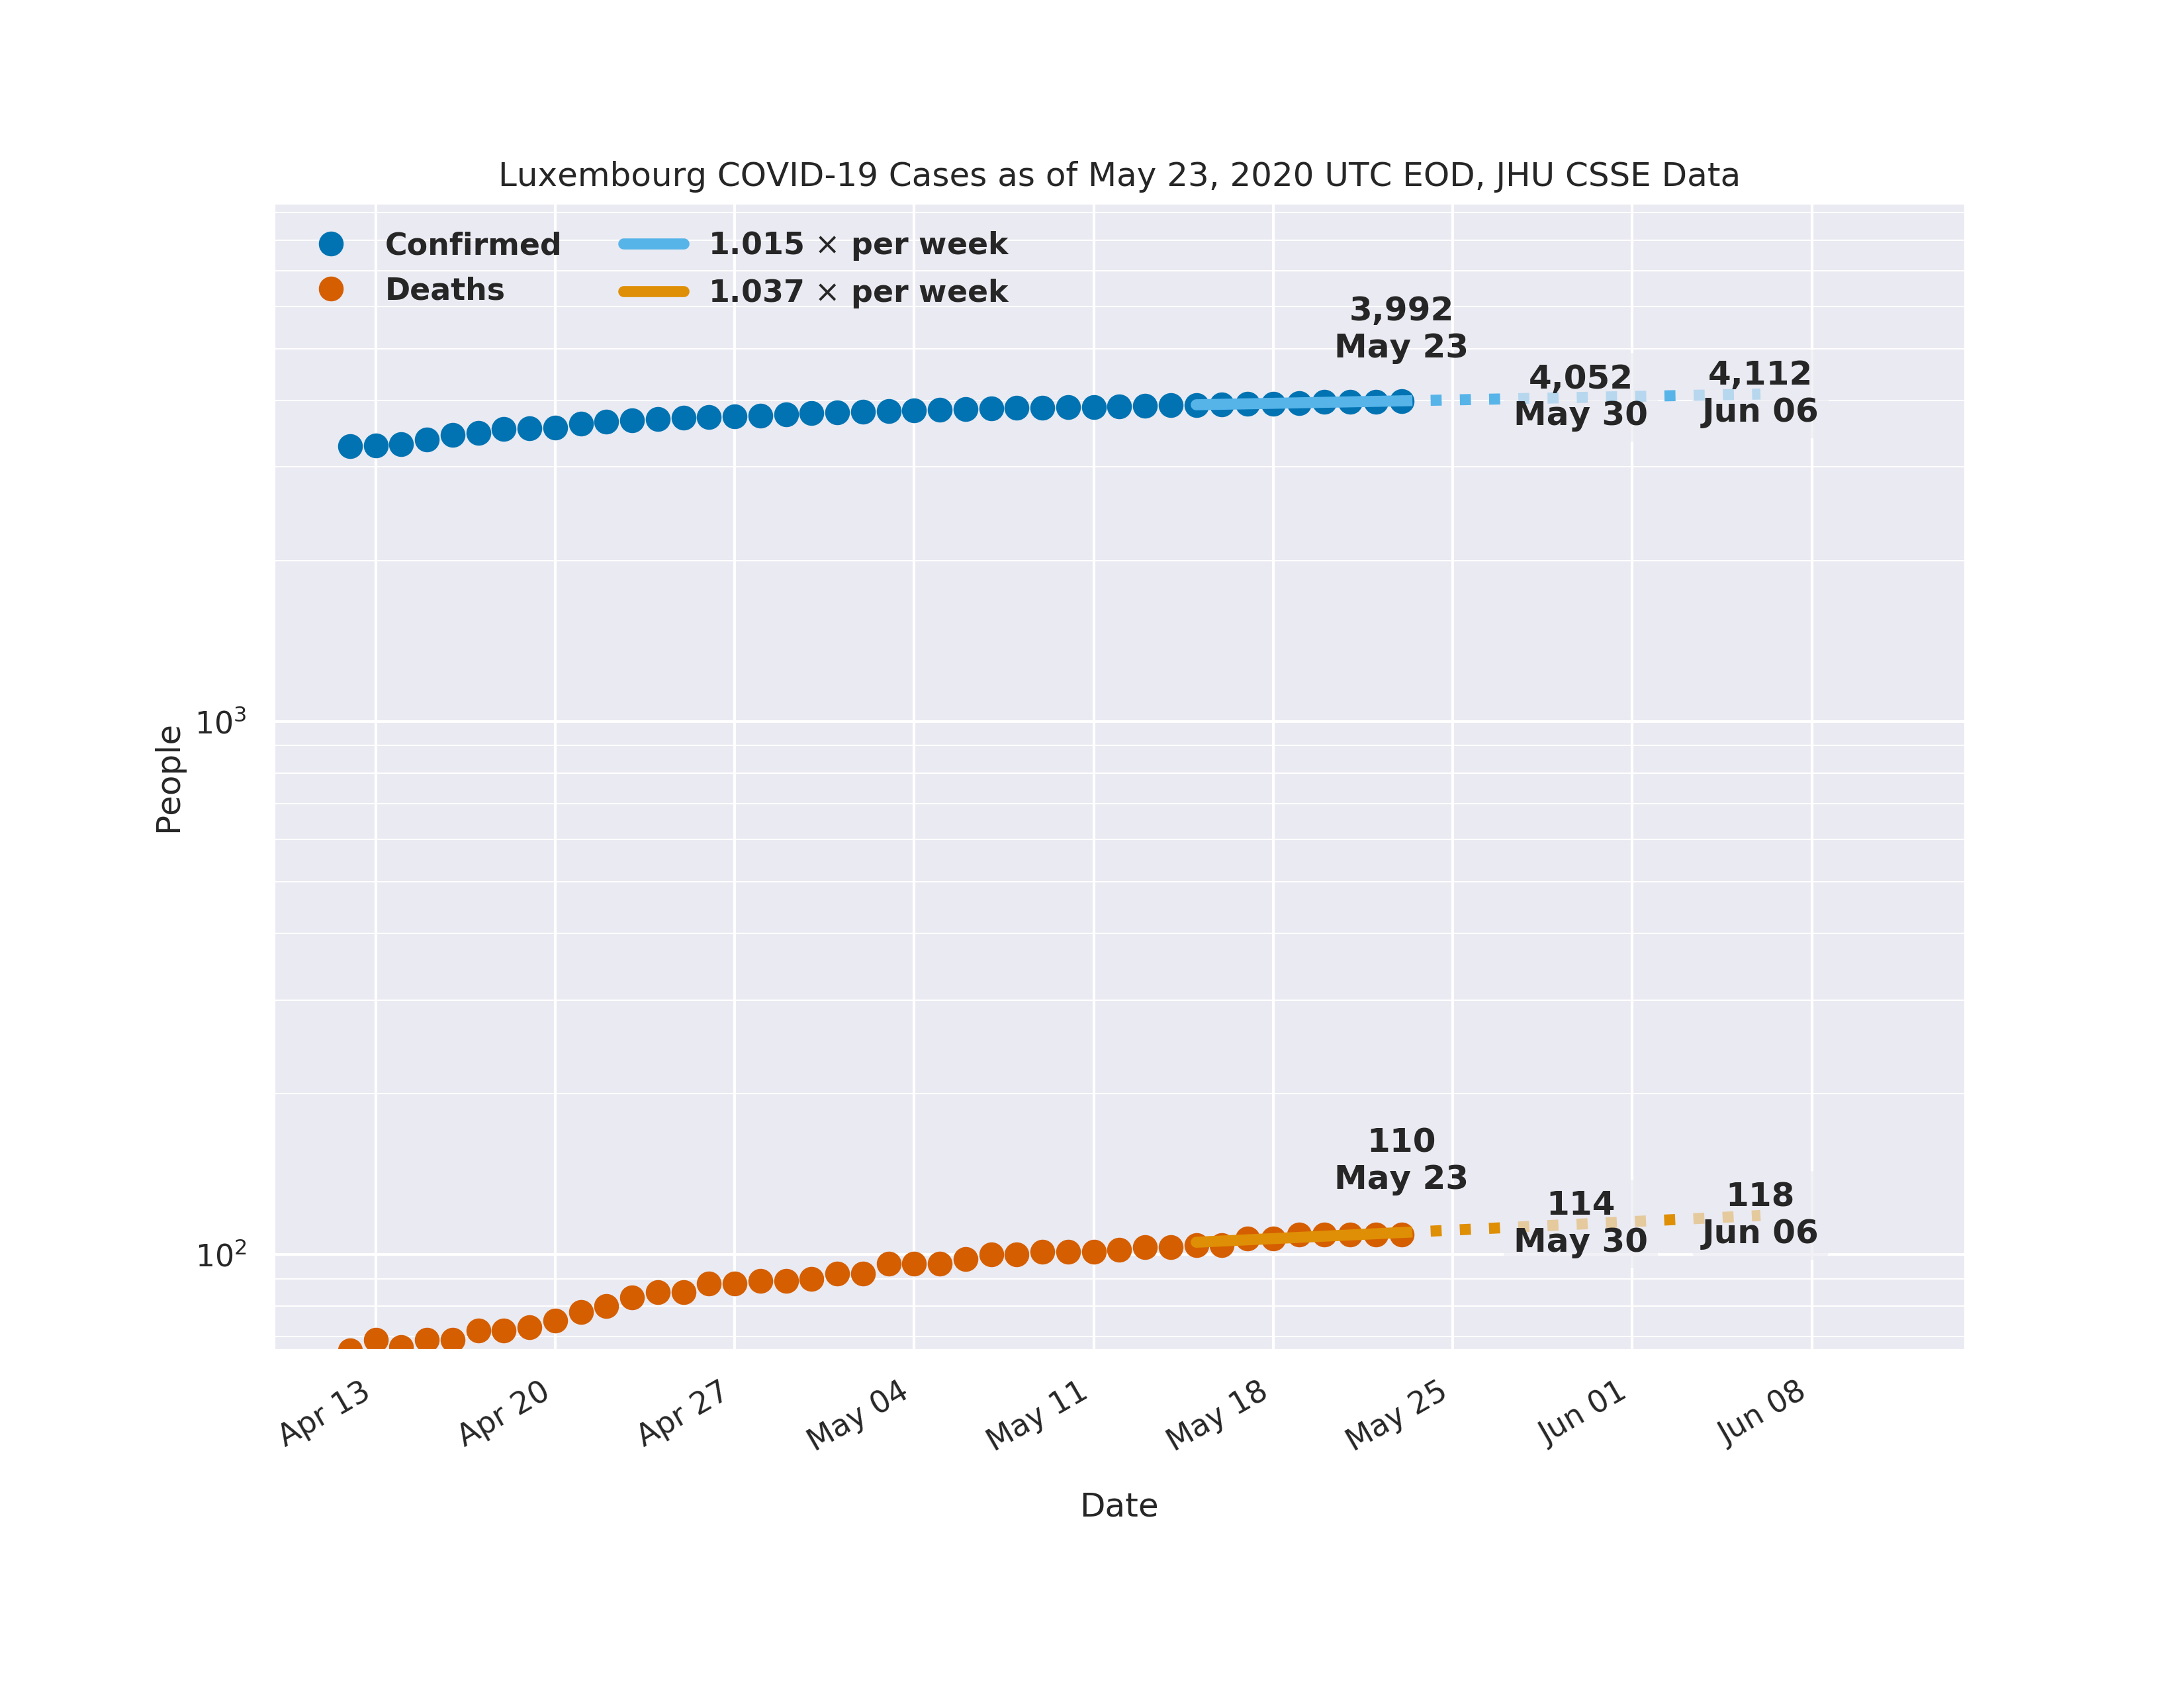 Luxembourg COVID-19 Cases as of May 23, 2020 UTC EOD, JHU CSSE Data
Confirmed
Deaths
1.015 × per week
1.037 × per week
3,992
May 23
4,052
May 30
4,112
Jun 06
110
May 23
114
May 30
118
Jun 06
People
10³
10²
Apr 13
Apr 20
Apr 27
May 04
May 11
May 18
May 25
Jun 01
Jun 08
Date